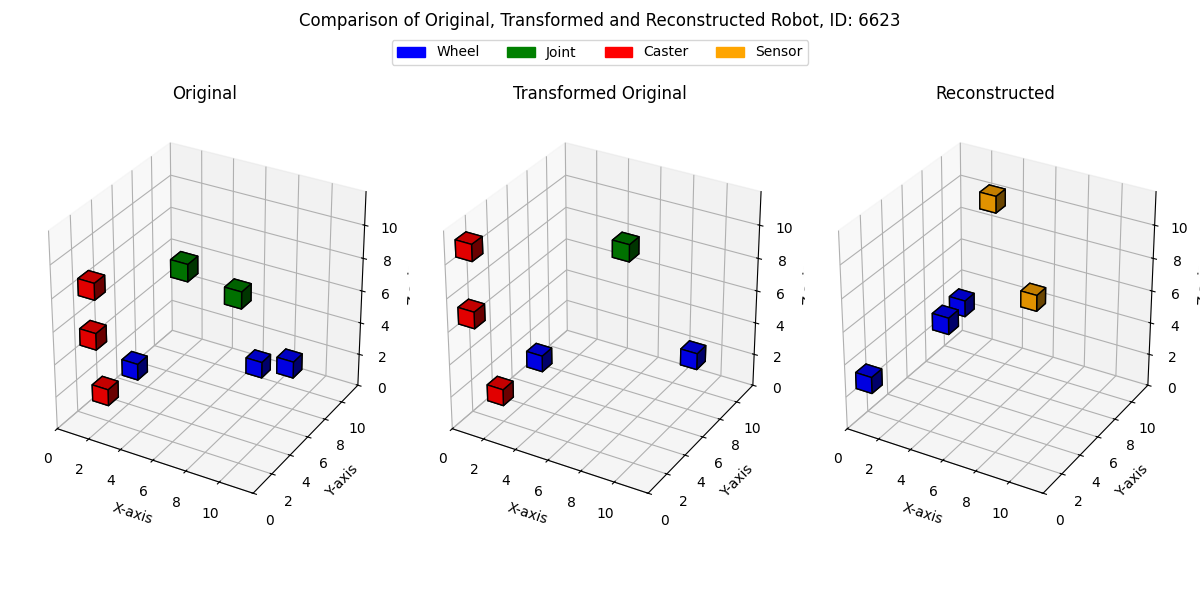 Comparison of Original, Transformed and Reconstructed Robot, ID: 6623
Wheel Joint Caster Sensor
Original
Transformed Original
Reconstructed
0 2 4 6 8 10
X-axis
0 2 4 6 8 10
Y-axis
0 2 4 6 8 10
0 2 4 6 8 10
X-axis
0 2 4 6 8 10
Y-axis
0 2 4 6 8 10
0 2 4 6 8 10
X-axis
0 2 4 6 8 10
Y-axis
0 2 4 6 8 10